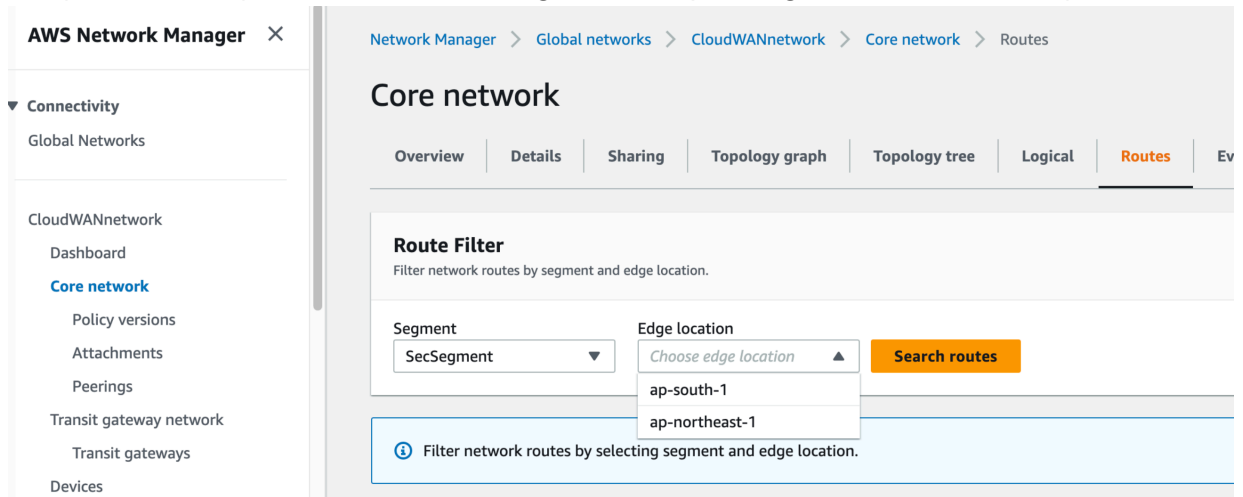 AWS Network Manager
Connectivity
Global Networks
CloudWANnetwork
Dashboard
Core network
Policy versions
Attachments
Peerings
Transit gateway network
Transit gateways
Devices
Network Manager > Global networks > CloudWANnetwork > Core network > Routes
Core network
Overview Details Sharing Topology graph Topology tree Logical Routes Ev
Route Filter
Filter network routes by segment and edge location.
Segment Edge location
SecSegment Choose edge location Search routes
ap-south-1
ap-northeast-1
Filter network routes by selecting segment and edge location.